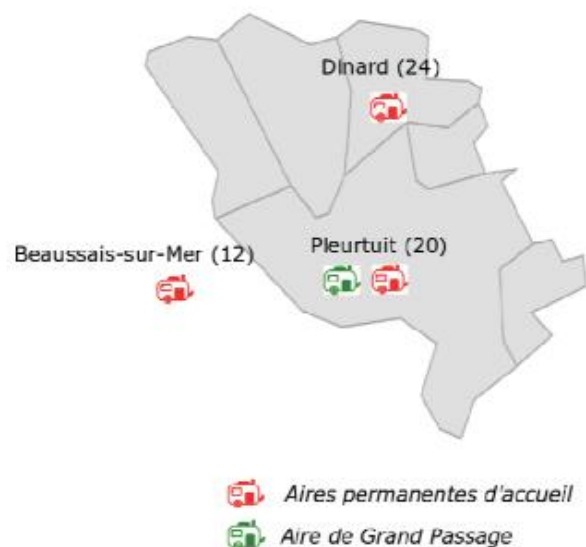 Dinard (24)
Pleurtuit (20)
Beaussais-sur-Mer (12)
Aires permanentes d'accueil
Aire de Grand Passage